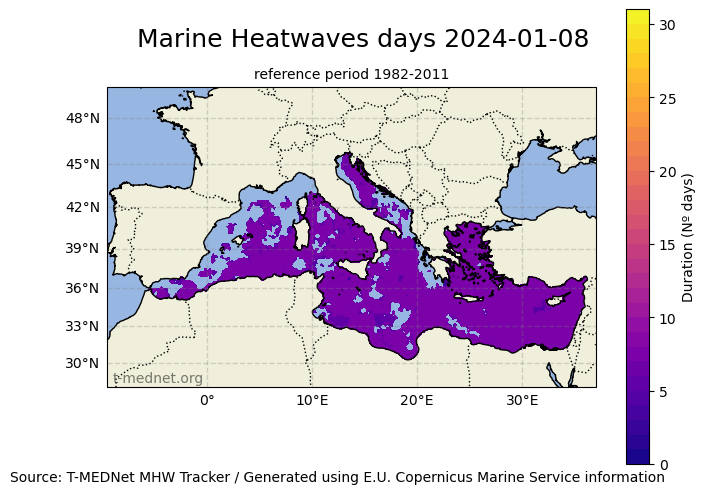 Marine Heatwaves days 2024-01-08
reference period 1982-2011
48°N
45°N
42°N
39°N
36°N
33°N
30°N
t-mednet.org
0°
10°E
20°E
30°E
30
25
20
15
10
5
0
Duration (Nº days)
Source: T-MEDNet MHW Tracker / Generated using E.U. Copernicus Marine Service information